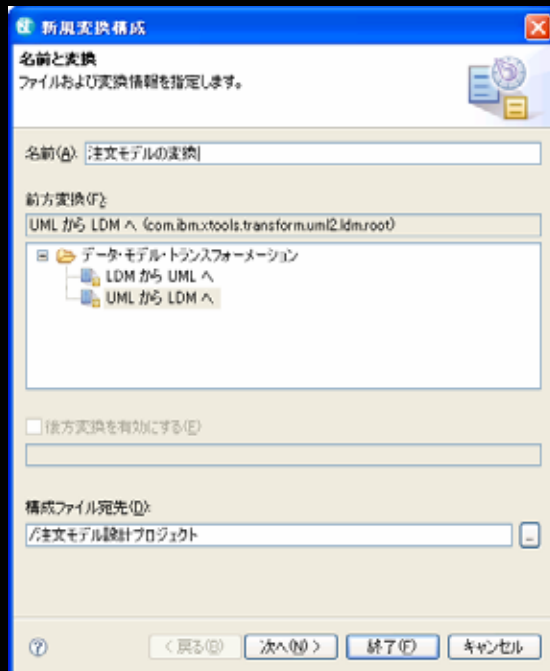 新規変換構成
名前と変換
ファイルおよび変換情報を指定します。
名前(A): 注文モデルの変換
前方変換(F):
UML から LDM へ (com.ibm.xtools.transform.uml2.ldm.root)
データ・モデル・トランスフォーメーション
LDM から UML へ
UML から LDM へ
後方変換を有効にする(E)
構成ファイル宛先(D):
/注文モデル設計プロジェクト
...
< 戻る(B) 次へ(N) > 終了(F) キャンセル